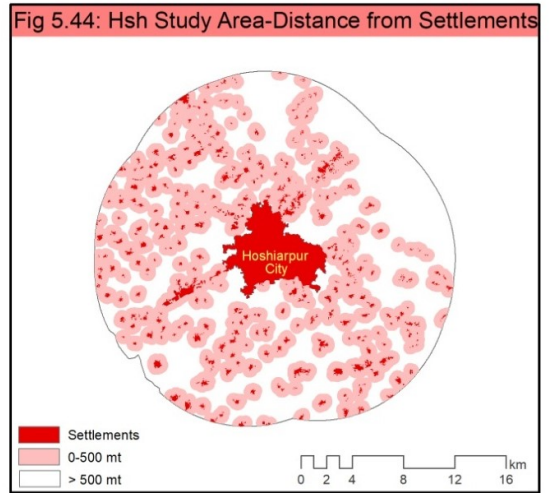 Fig 5.44: Hsh Study Area-Distance from Settlements
Hoshiarpur
City
Settlements
0-500 mt
> 500 mt
km
0 2 4 8 12 16